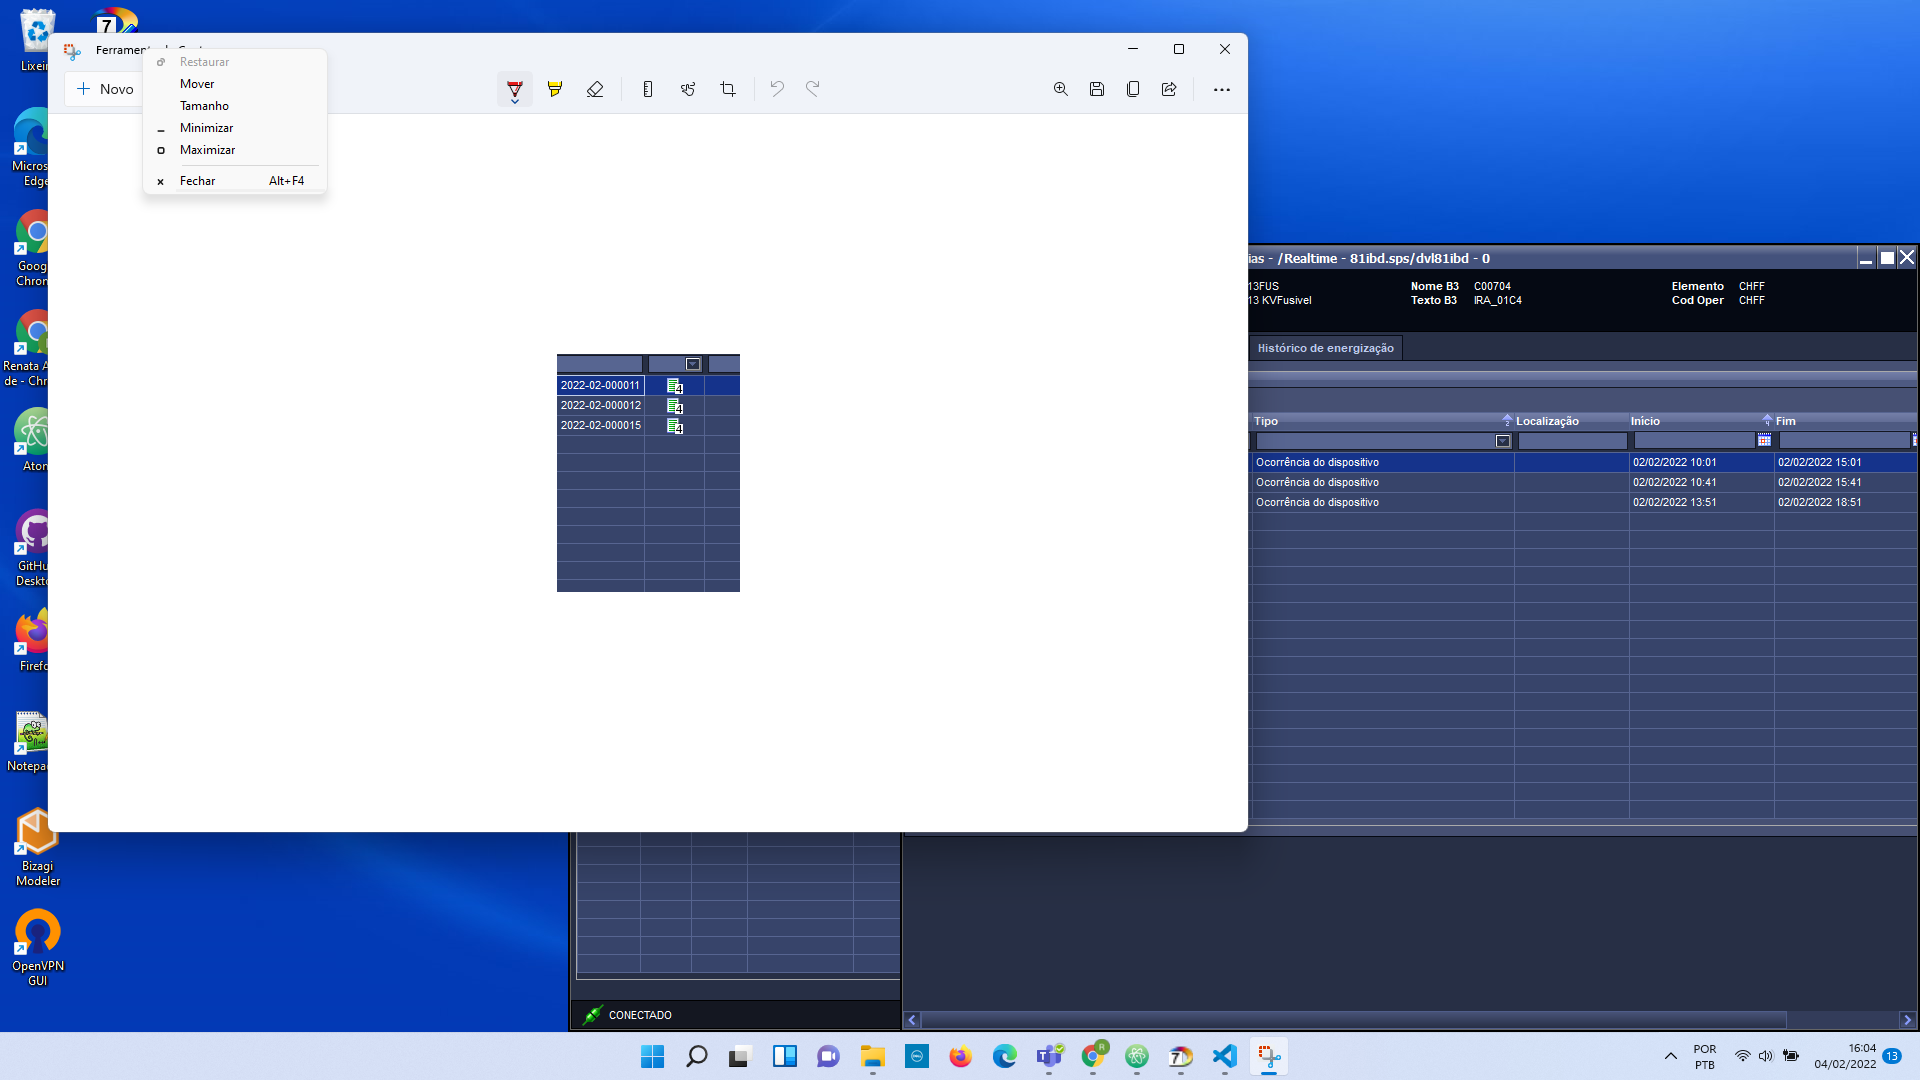 Lixeir
Microso
Edge
Goog
Chron
Renata A
de - Chr
Aton
GitHu
Deskto
Firefo
Notepa
Bizagi
Modeler
OpenVPN
GUI
7
Novo
Restaurar
Mover
Tamanho
Minimizar
Maximizar
Fechar Alt+F4
2022-02-000011 4
2022-02-000012 4
2022-02-000015 4
ias - /Realtime - 81ibd.sps/dvl81ibd - 0
13FUS Nome B3 C00704 Elemento CHFF
13 KVFusivel Texto B3 IRA_01C4 Cod Oper CHFF
Histórico de energização
Tipo 2 Localização Início 4 Fim
Ocorrência do dispositivo 02/02/2022 10:01 02/02/2022 15:01
Ocorrência do dispositivo 02/02/2022 10:41 02/02/2022 15:41
Ocorrência do dispositivo 02/02/2022 13:51 02/02/2022 18:51
CONECTADO
POR
PTB
16:04
04/02/2022
13